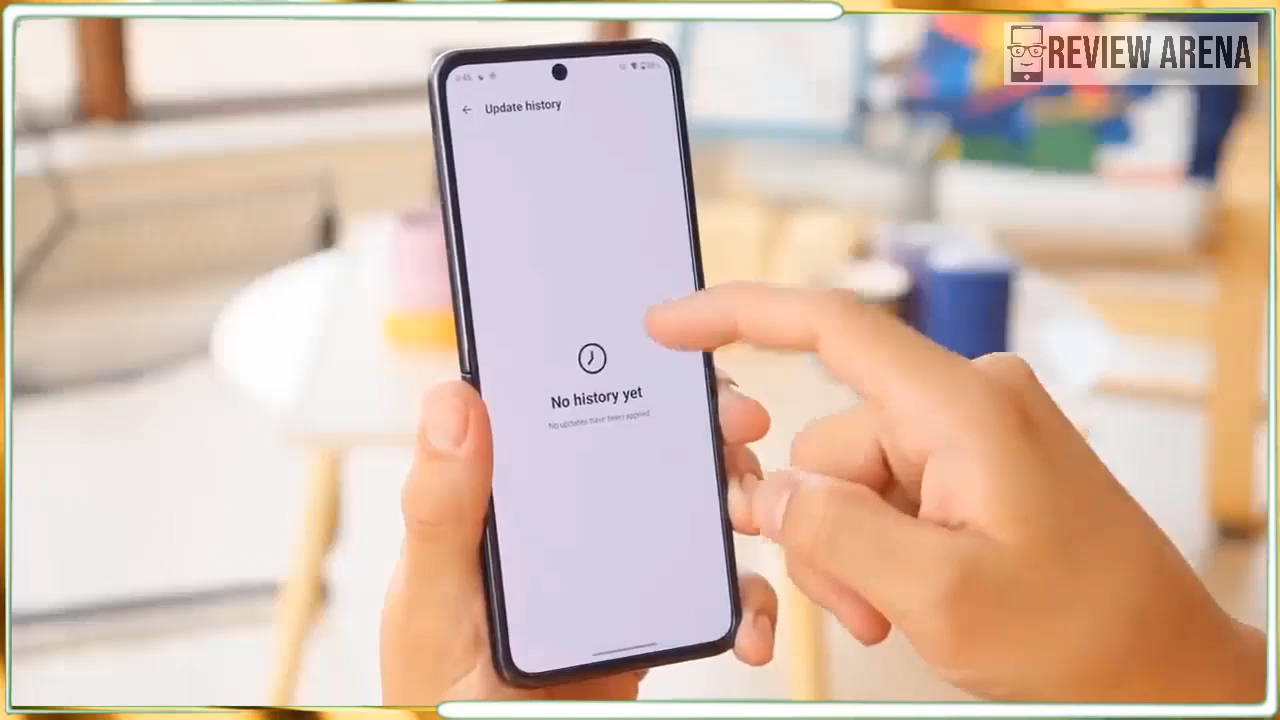 REVIEW ARENA
Update history
No history yet
No updates have been applied